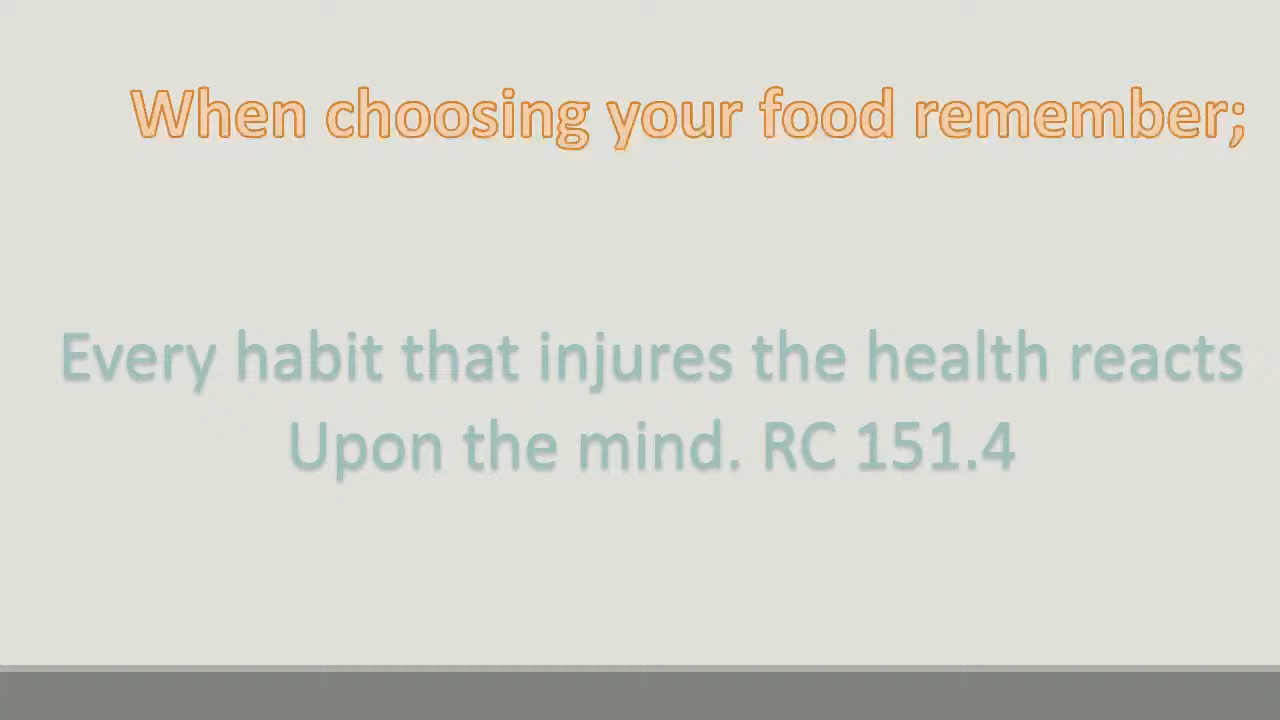 When choosing your food remember;
Every habit that injures the health reacts
Upon the mind. RC 151.4